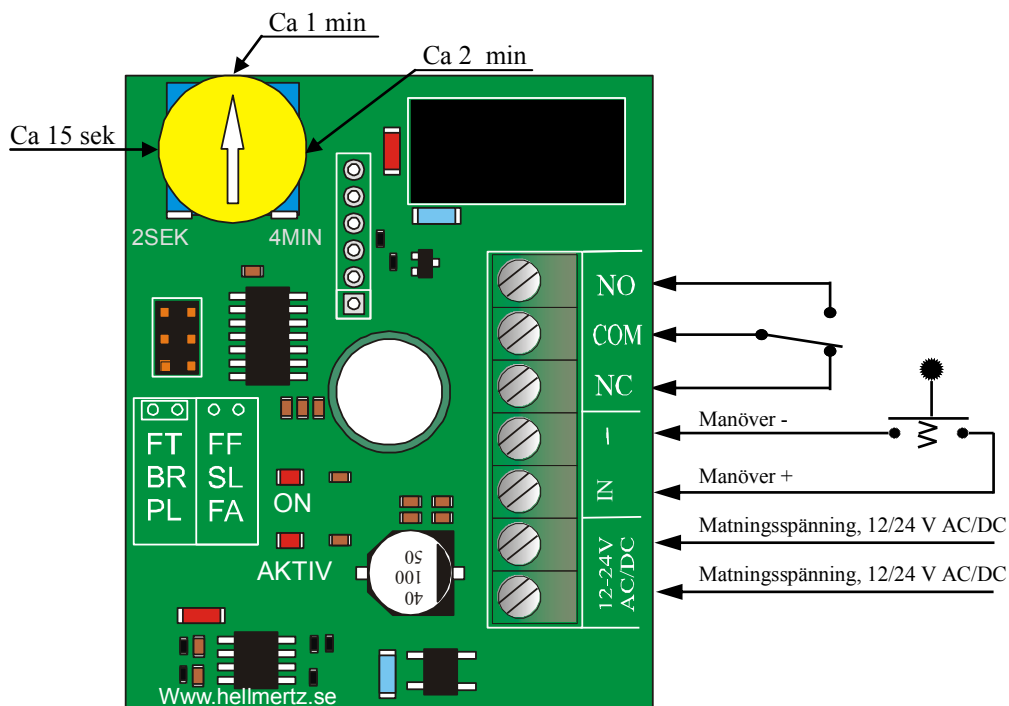 Ca 1 min
Ca 2 min
Ca 15 sek
2SEK
4MIN
NO
COM
NC
-
IN
12-24V
AC/DC
Manöver -
Manöver +
Matningsspänning, 12/24 V AC/DC
Matningsspänning, 12/24 V AC/DC
FT FF
BR SL
PL FA
ON
AKTIV
40
100
50
Www.hellmertz.se